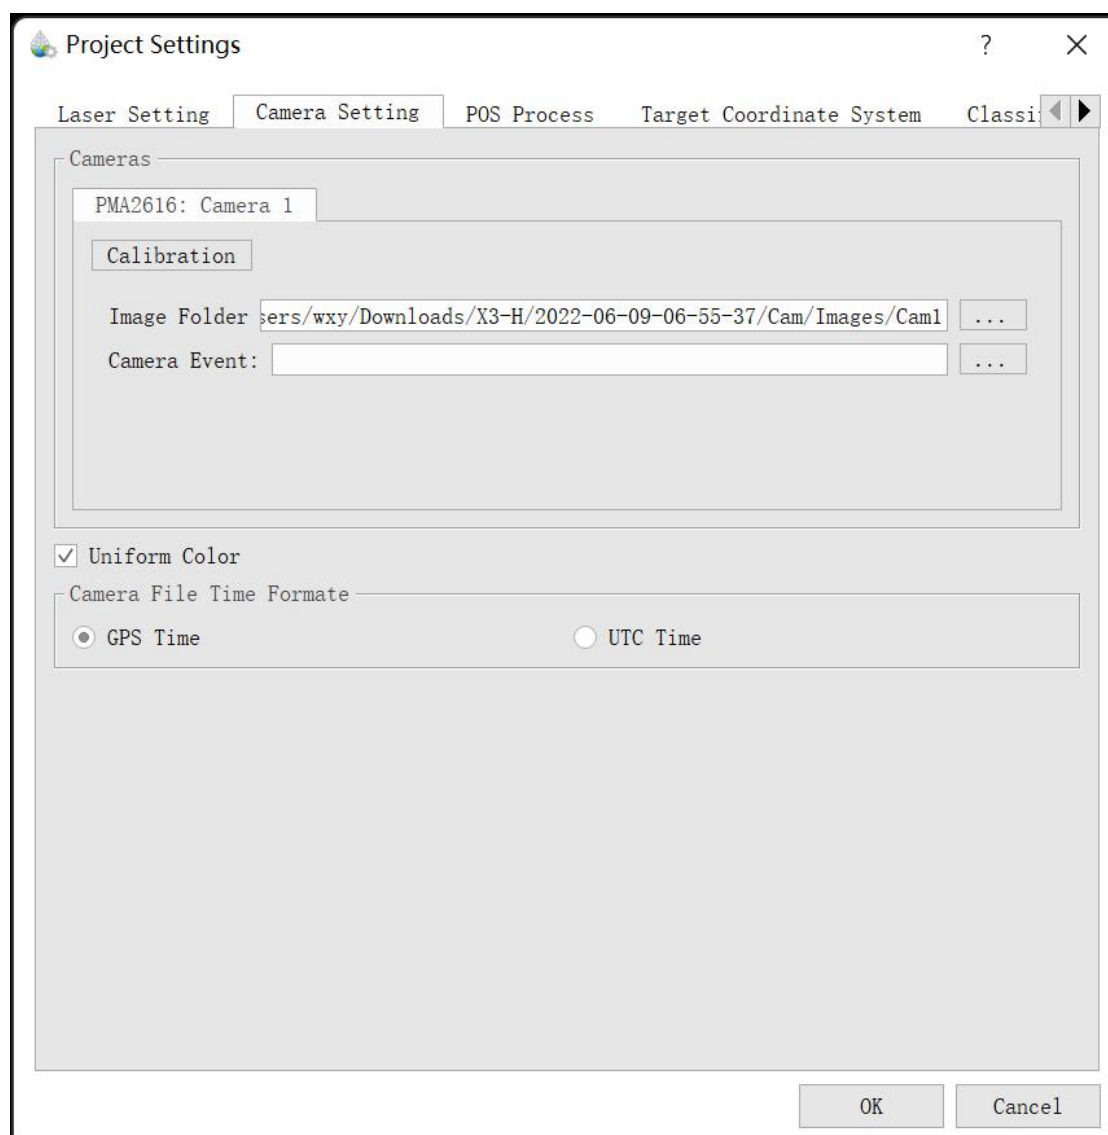 Project Settings
?
Laser Setting Camera Setting POS Process Target Coordinate System Classi
Cameras
PMA2616: Camera 1
Calibration
Image Folder sers/wxy/Downloads/X3-H/2022-06-09-06-55-37/Cam/Images/Cam1 ...
Camera Event: ...
Uniform Color
Camera File Time Formate
GPS Time UTC Time
OK Cancel